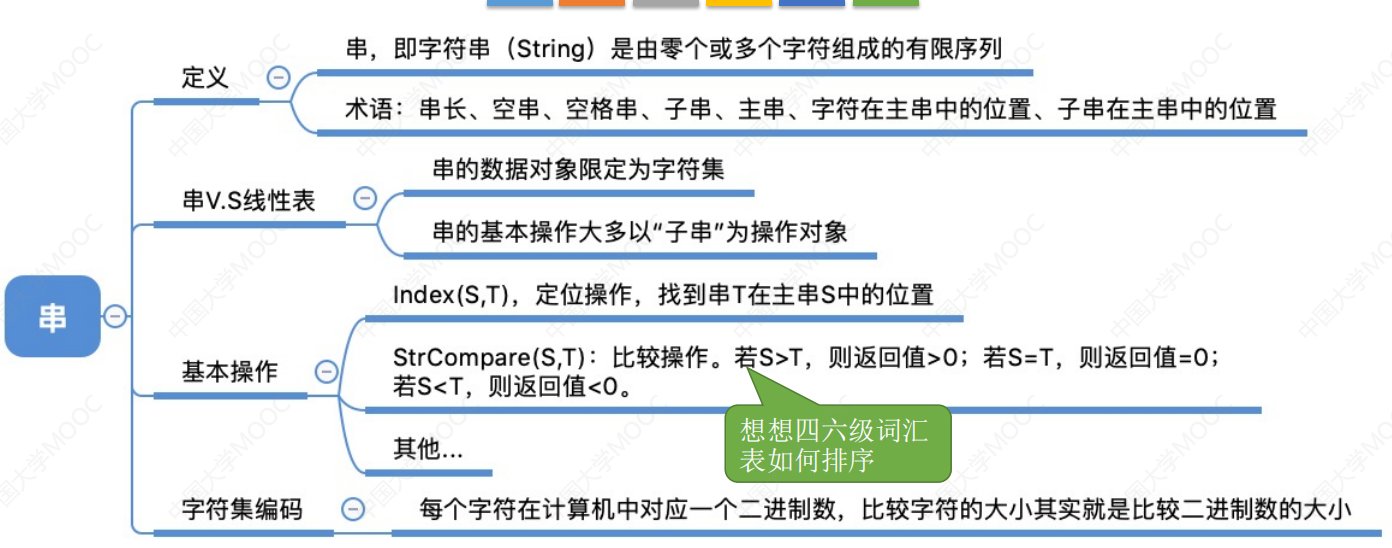 串
定义
串，即字符串（String）是由零个或多个字符组成的有限序列
术语：串长、空串、空格串、子串、主串、字符在主串中的位置、子串在主串中的位置
串V.S线性表
串的数据对象限定为字符集
串的基本操作大多以“子串”为操作对象
基本操作
Index(S,T)，定位操作，找到串T在主串S中的位置
StrCompare(S,T)：比较操作。若S>T，则返回值>0；若S=T，则返回值=0；
若S<T，则返回值<0。
想想四六级词汇
表如何排序
其他...
字符集编码
每个字符在计算机中对应一个二进制数，比较字符的大小其实就是比较二进制数的大小
中国大学MOOC